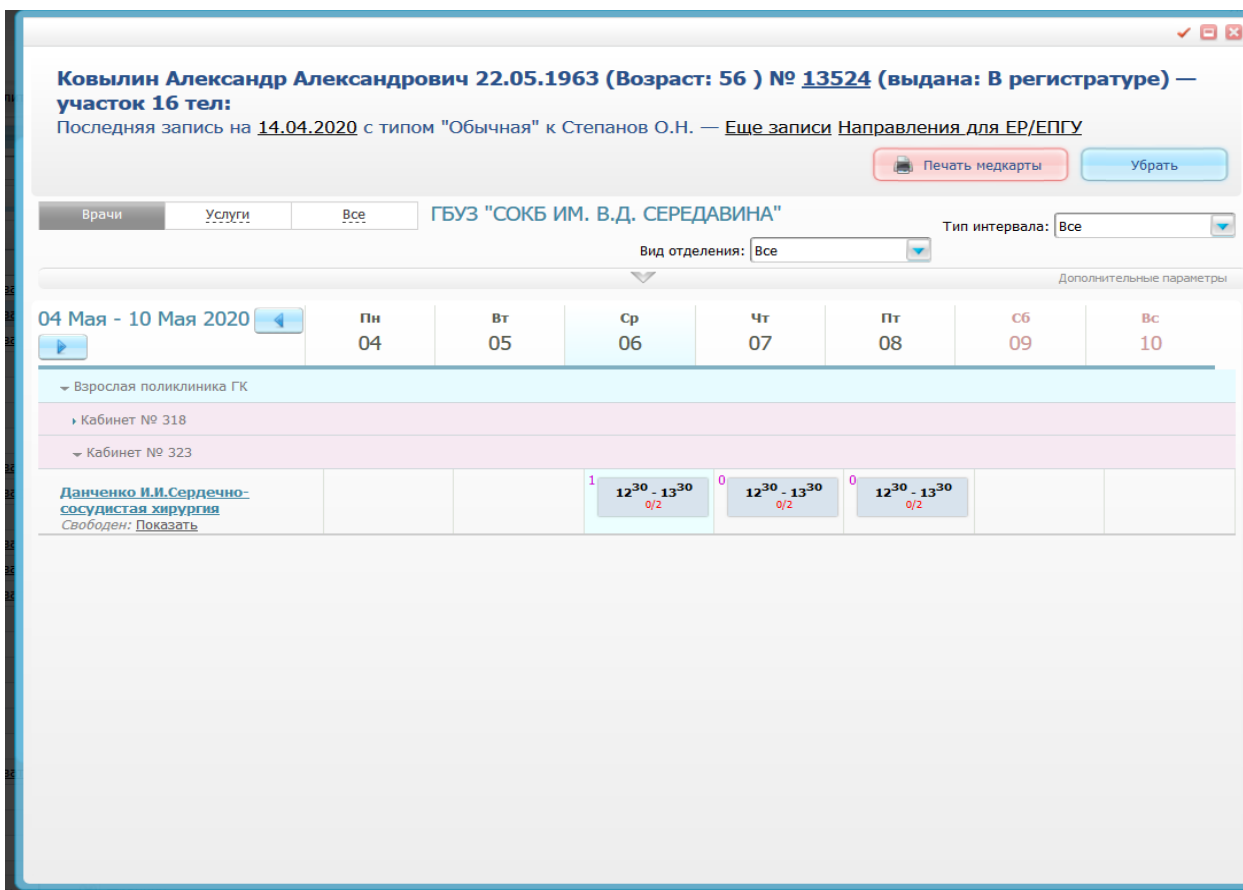 Ковылин Александр Александрович 22.05.1963 (Возраст: 56 ) № 13524 (выдана: В регистратуре) —
участок 16 тел:
Последняя запись на 14.04.2020 с типом "Обычная" к Степанов О.Н. — Еще записи Направления для ЕР/ЕПГУ
Печать медкарты Убрать
Врачи Услуги Все ГБУЗ "СОКБ ИМ. В.Д. СЕРЕДАВИНА"
Тип интервала: Все
Вид отделения: Все
Дополнительные параметры
04 Мая - 10 Мая 2020 Пн Вт Ср Чт Пт Сб Вс
04 05 06 07 08 09 10
Взрослая поликлиника ГК
Кабинет № 318
Кабинет № 323
Данченко И.И.Сердечно- 1 12³⁰ - 13³⁰ 0 12³⁰ - 13³⁰ 0 12³⁰ - 13³⁰
сосудистая хирургия 0/2 0/2 0/2
Свободен: Показать